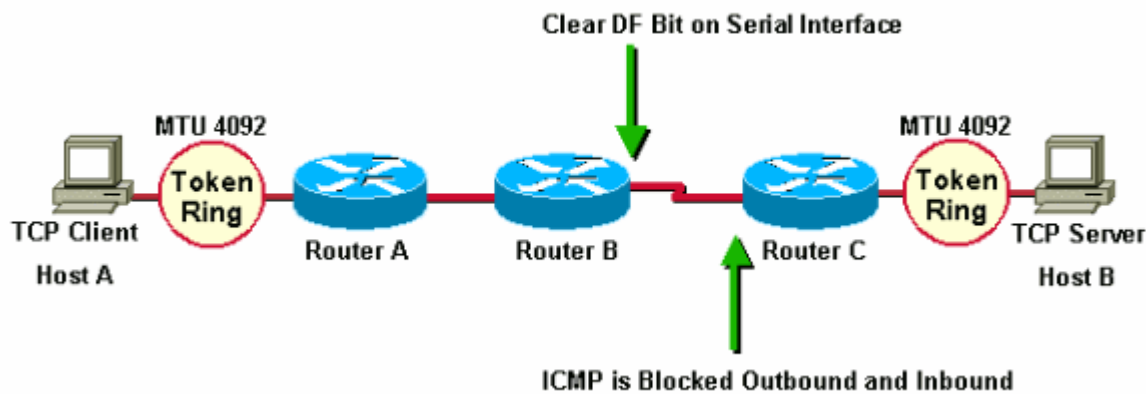 Clear DF Bit on Serial Interface
MTU 4092
MTU 4092
Token
Ring
Token
Ring
TCP Client
Router A
Router B
Router C
TCP Server
Host A
Host B
ICMP is Blocked Outbound and Inbound